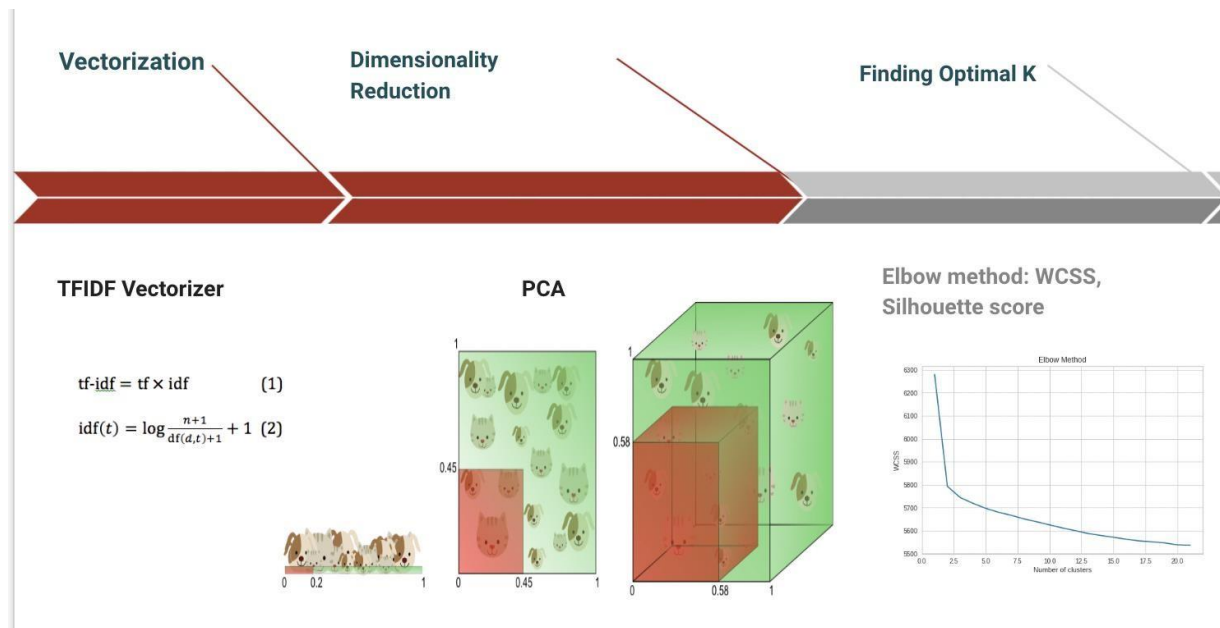 Vectorization
Dimensionality
Reduction
Finding Optimal K
TFIDF Vectorizer
tf-idf = tf × idf (1)
idf(t) = log n+1 / df(d,t)+1 + 1 (2)
0 0.2 1
PCA
1
0.45
0 0.45 1
1
0.58
0 0.58 1
Elbow method: WCSS,
Silhouette score
Elbow Method
6300
6200
6100
6000
5900
5800
5700
5600
5500
WCSS
0.0 2.5 5.0 7.5 10.0 12.5 15.0 17.5 20.0
Number of clusters